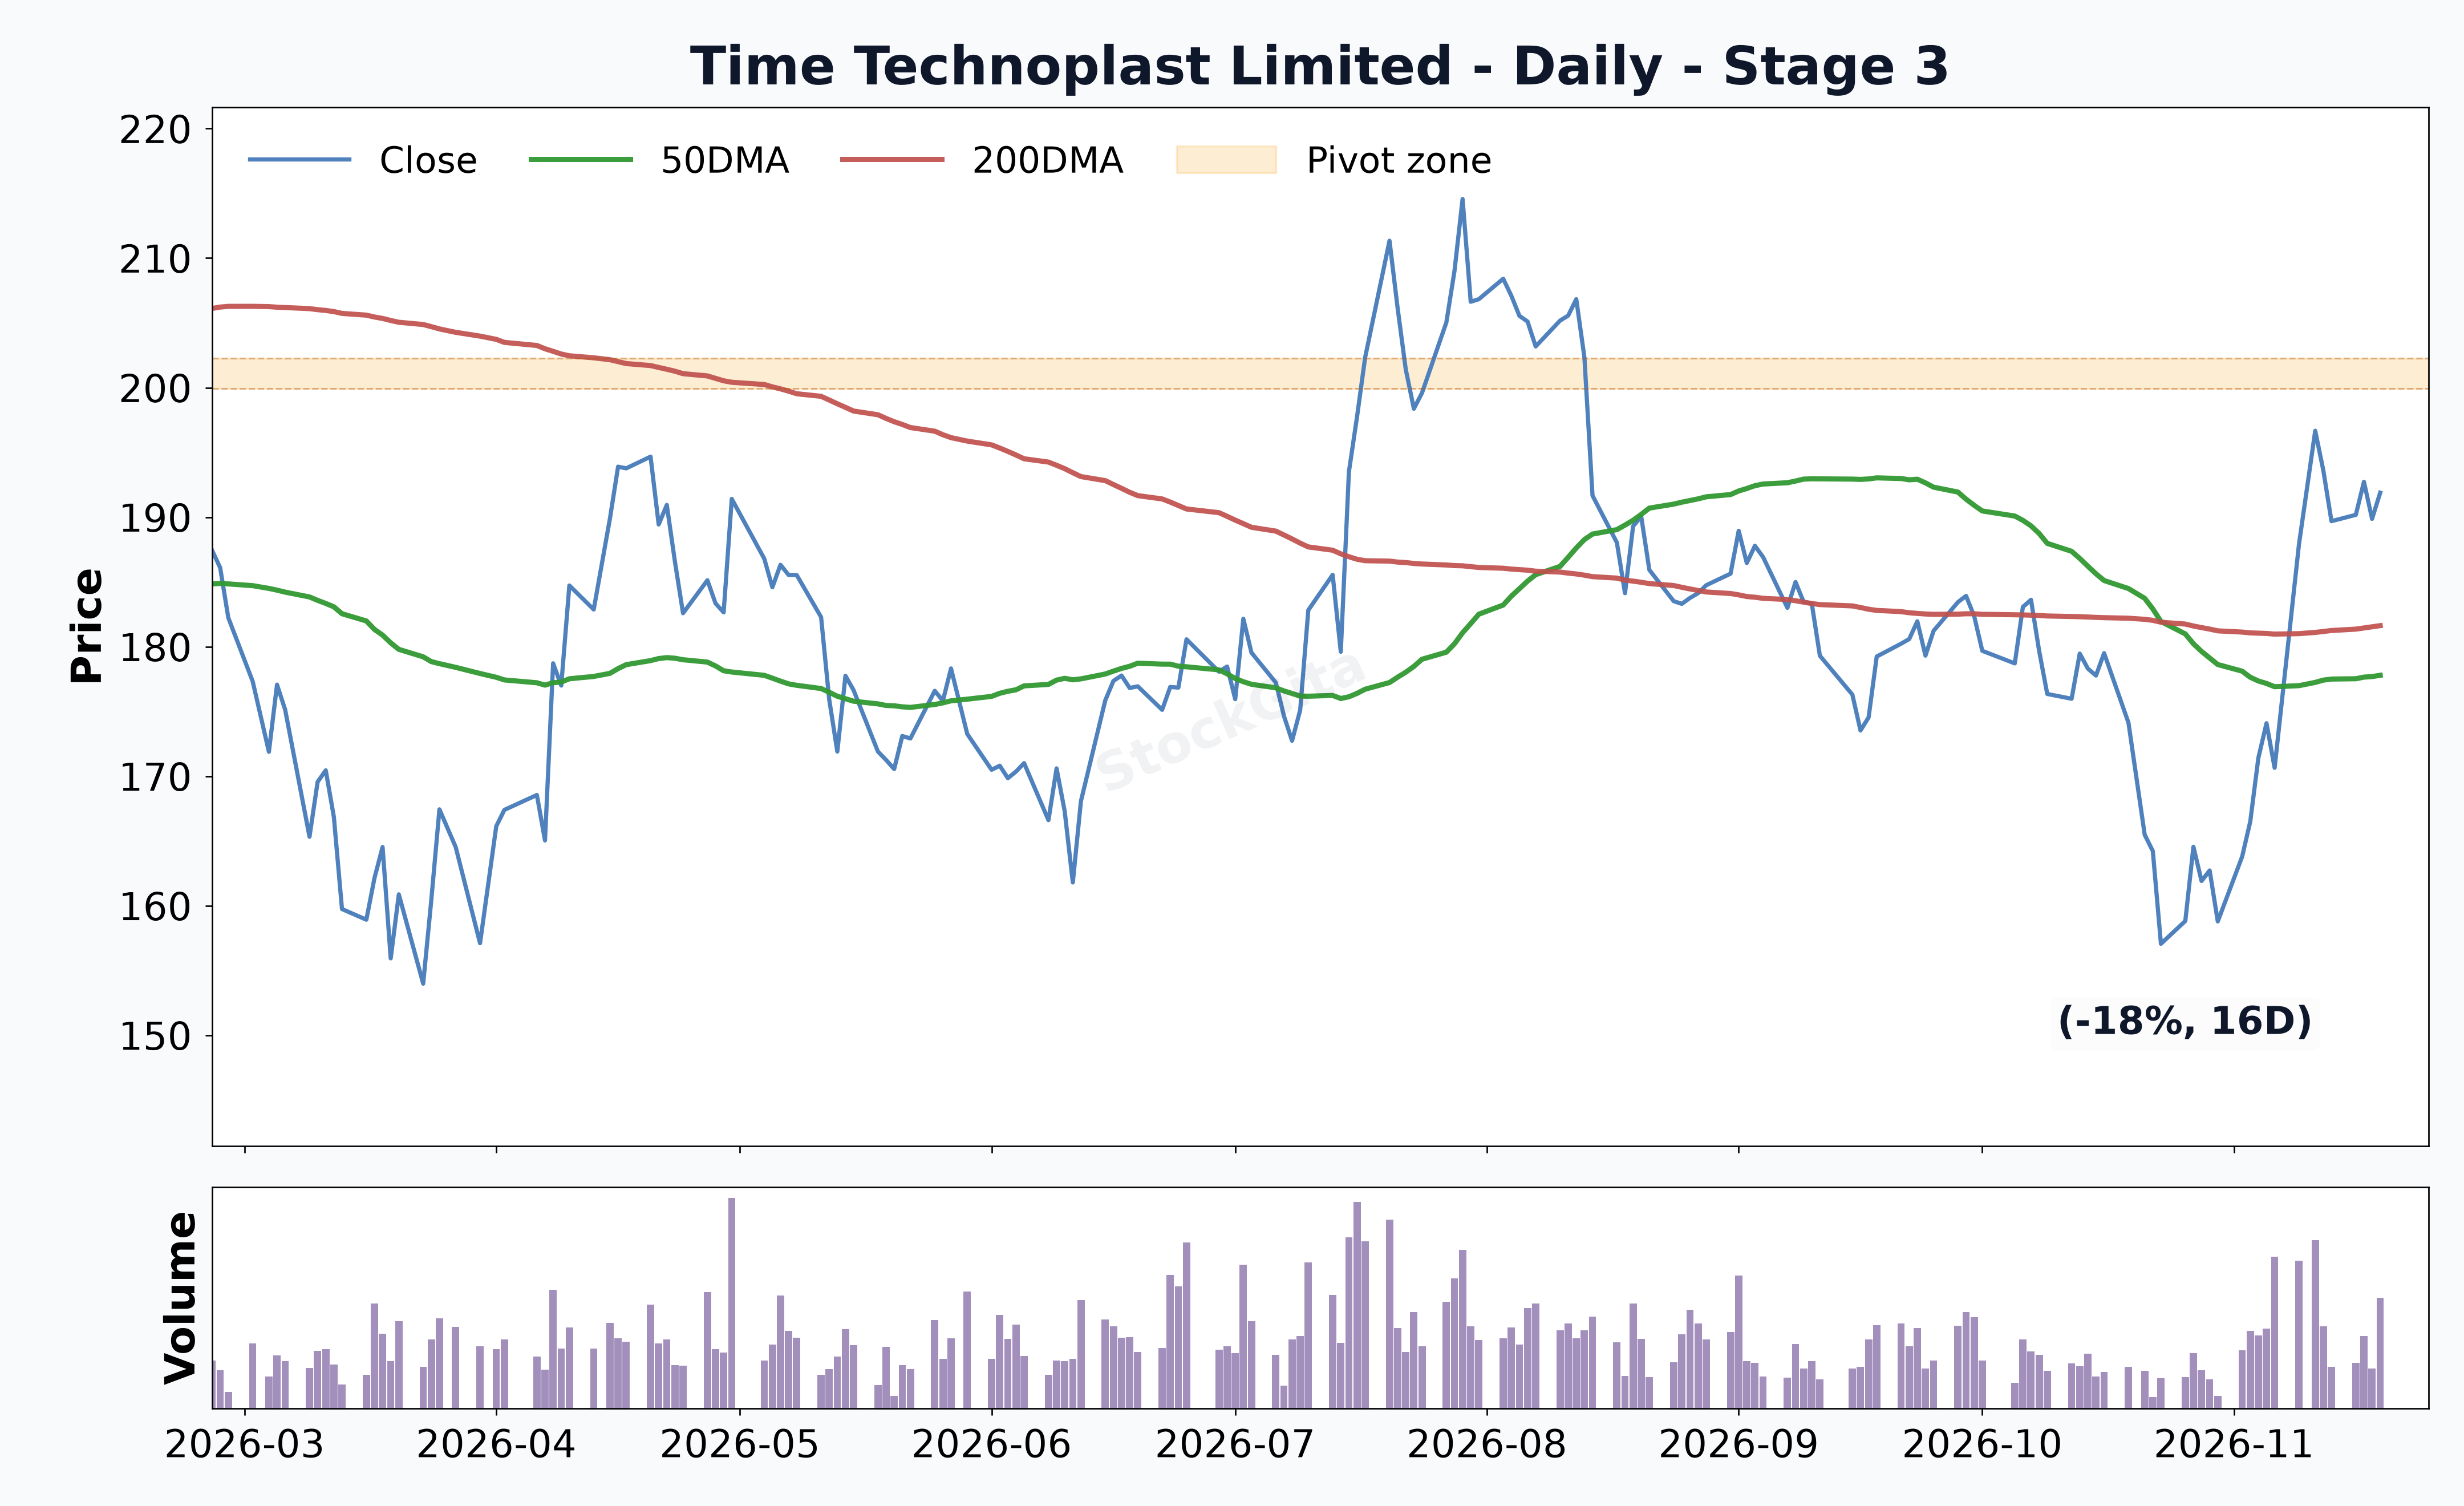 Time Technoplast Limited - Daily - Stage 3
Close 50DMA 200DMA Pivot zone
220
210
200
190
180
170
160
150
Price
StockGita
(-18%, 16D)
Volume
2026-03 2026-04 2026-05 2026-06 2026-07 2026-08 2026-09 2026-10 2026-11